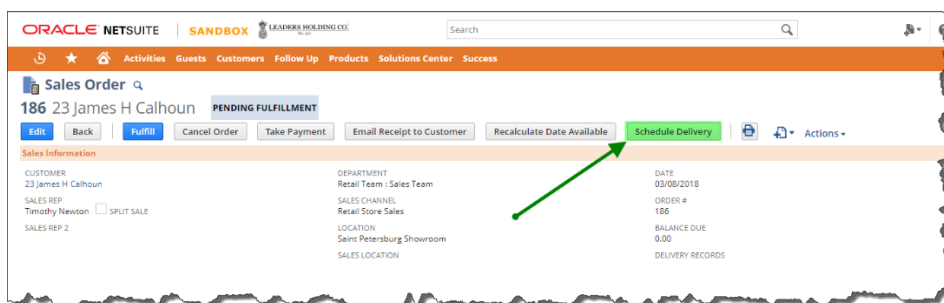 ORACLE NETSUITE SANDBOX LEADERS HOLDING CO. Search
Activities Guests Customers Follow Up Products Solutions Center Success
Sales Order
186 23 James H Calhoun PENDING FULFILLMENT
Edit Back Fulfill Cancel Order Take Payment Email Receipt to Customer Recalculate Date Available Schedule Delivery Actions
Sales Information
CUSTOMER DEPARTMENT DATE
23 James H Calhoun Retail Team : Sales Team 03/08/2018
SALES REP SALES CHANNEL ORDER #
Timothy Newton SPLIT SALE Retail Store Sales 186
SALES REP 2 LOCATION BALANCE DUE
Saint Petersburg Showroom 0.00
SALES LOCATION DELIVERY RECORDS